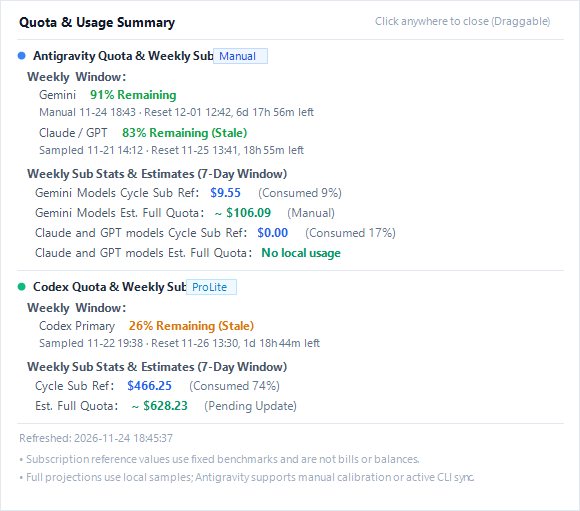 Quota & Usage Summary Click anywhere to close (Draggable)
Antigravity Quota & Weekly Sub Manual
Weekly Window:
Gemini 91% Remaining
Manual 11-24 18:43 · Reset 12-01 12:42, 6d 17h 56m left
Claude / GPT 83% Remaining (Stale)
Sampled 11-21 14:12 · Reset 11-25 13:41, 18h 55m left
Weekly Sub Stats & Estimates (7-Day Window)
Gemini Models Cycle Sub Ref: $9.55 (Consumed 9%)
Gemini Models Est. Full Quota: ~ $106.09 (Manual)
Claude and GPT models Cycle Sub Ref: $0.00 (Consumed 17%)
Claude and GPT models Est. Full Quota: No local usage
Codex Quota & Weekly Sub ProLite
Weekly Window:
Codex Primary 26% Remaining (Stale)
Sampled 11-22 19:38 · Reset 11-26 13:30, 1d 18h 44m left
Weekly Sub Stats & Estimates (7-Day Window)
Cycle Sub Ref: $466.25 (Consumed 74%)
Est. Full Quota: ~ $628.23 (Pending Update)
Refreshed: 2026-11-24 18:45:37
• Subscription reference values use fixed benchmarks and are not bills or balances.
• Full projections use local samples; Antigravity supports manual calibration or active CLI sync.